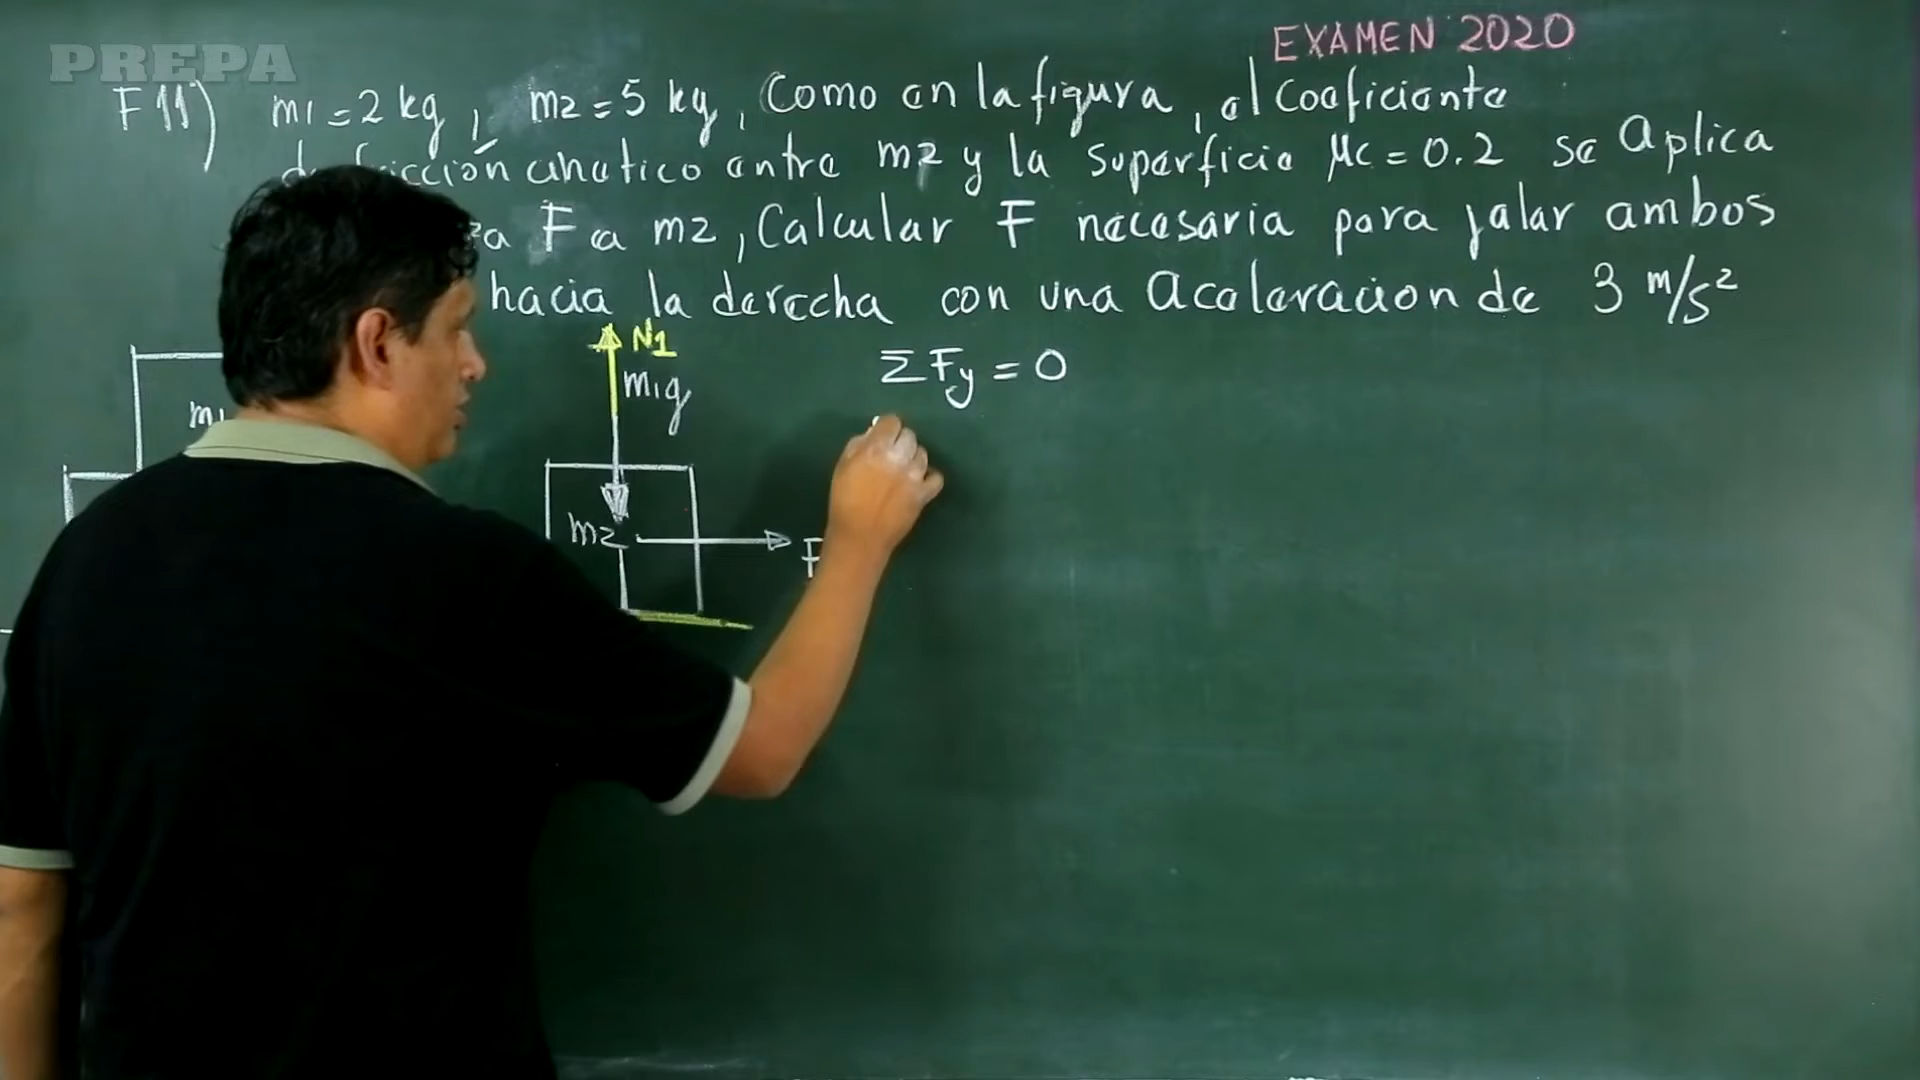 PREPA
EXAMEN 2020
F11) m1 = 2 kg, m2 = 5 kg, Como en la figura, el coeficiente
cinetico entre m2 y la superficie μc = 0.2 se aplica
F a m2, Calcular F necesaria para jalar ambos
hacia la derecha con una aceleracion de 3 m/s²
N1
ΣFy = 0
m1g
m2
F